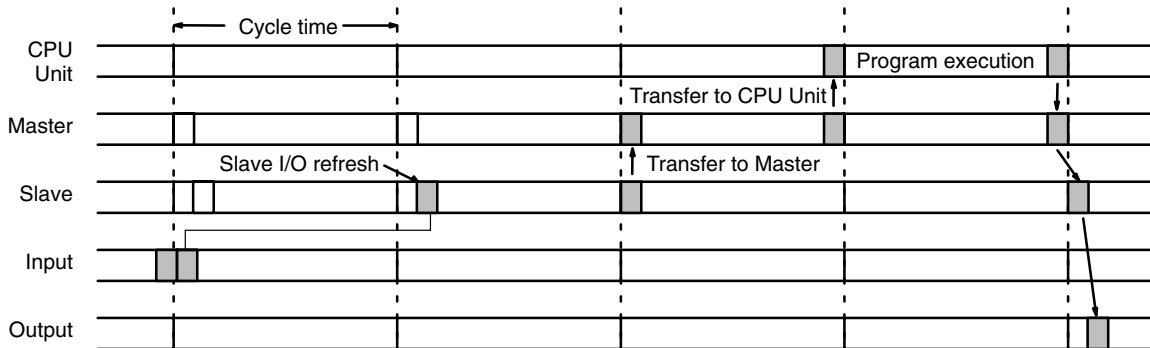 Cycle time
CPU
Unit
Program execution
Transfer to CPU Unit
Master
Slave I/O refresh
Transfer to Master
Slave
Input
Output